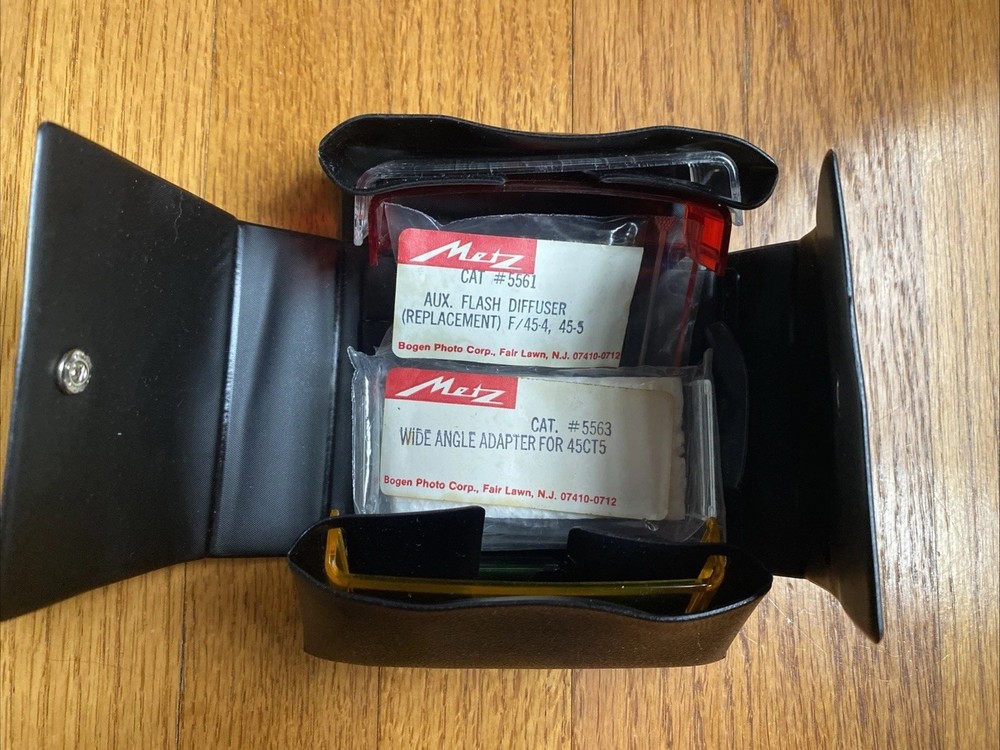 Metz
CAT #5561
AUX. FLASH DIFFUSER
(REPLACEMENT) F/45-4, 45-5
Bogen Photo Corp., Fair Lawn, N.J. 07410-0712
Metz
CAT. #5563
WIDE ANGLE ADAPTER FOR 45CT5
Bogen Photo Corp., Fair Lawn, N.J. 07410-0712